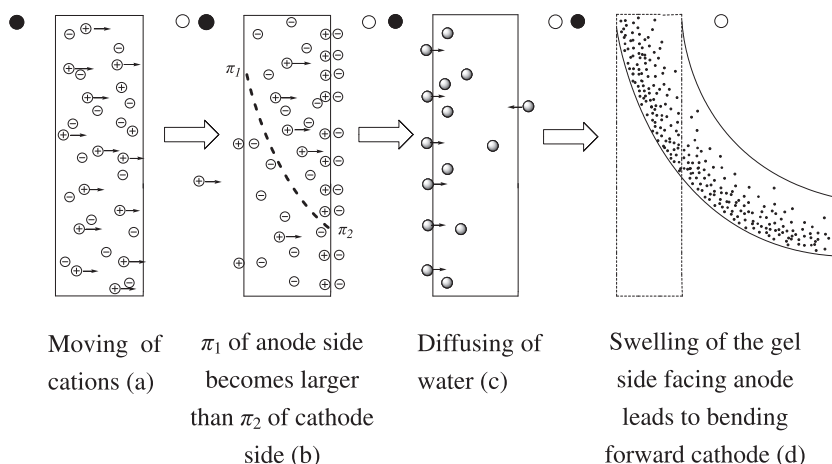 π1
π2
Moving of
cations (a)
π1 of anode side
becomes larger
than π2 of cathode
side (b)
Diffusing of
water (c)
Swelling of the gel
side facing anode
leads to bending
forward cathode (d)